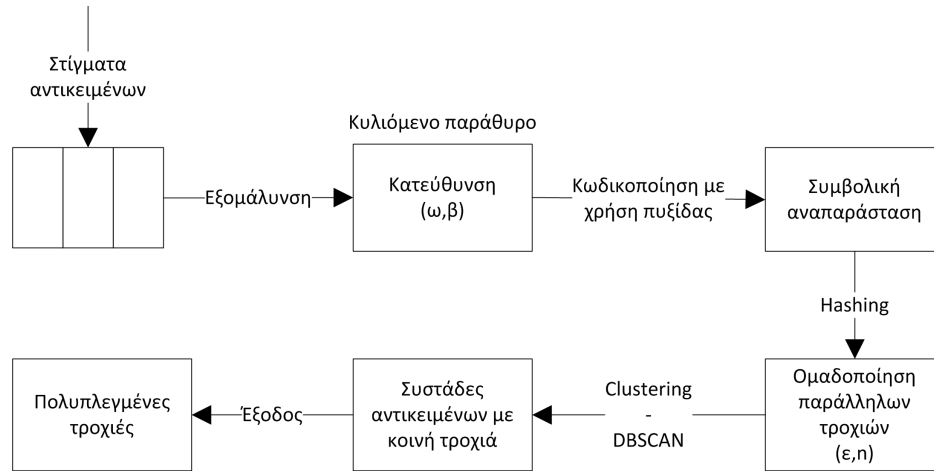 Στίγματα
αντικειμένων
Κυλιόμενο παράθυρο
Εξομάλυνση
Κατεύθυνση
(ω,β)
Κωδικοποίηση με
χρήση πυξίδας
Συμβολική
αναπαράσταση
Hashing
Ομαδοποίηση
παράλληλων
τροχιών
(ε,n)
Clustering
-
DBSCAN
Συστάδες
αντικειμένων με
κοινή τροχιά
Έξοδος
Πολυπλεγμένες
τροχιές